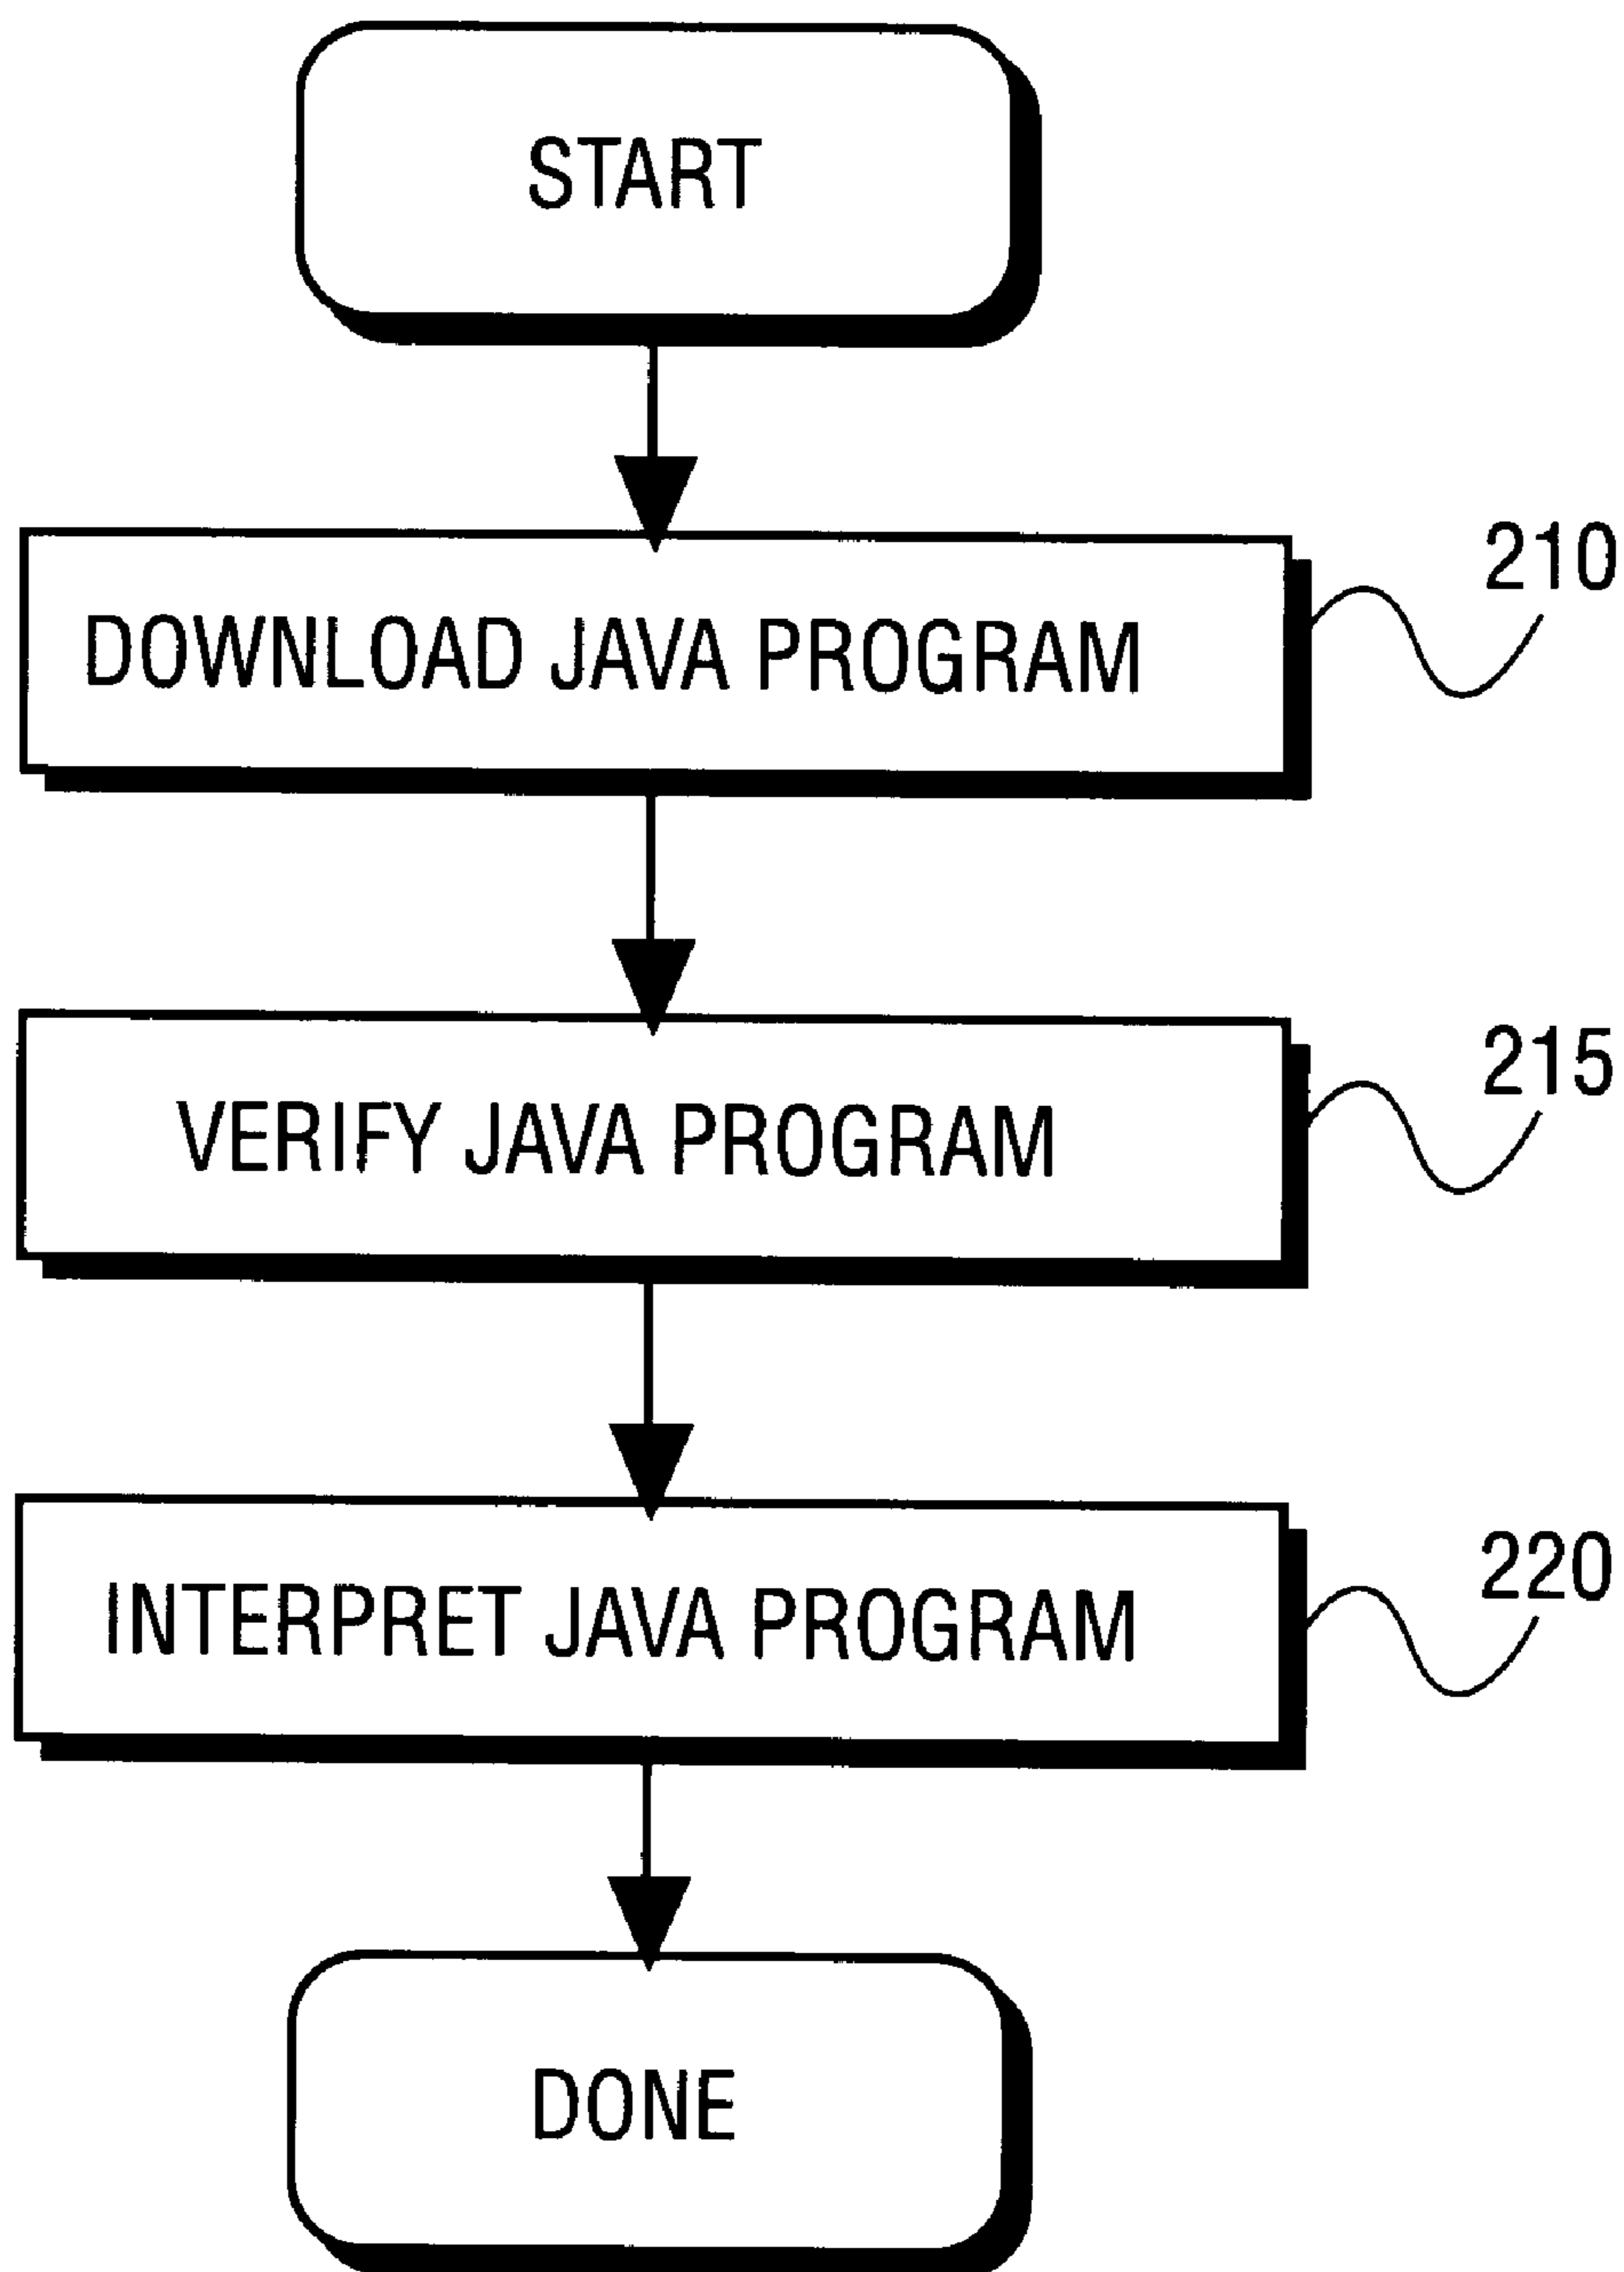 START
210
DOWNLOAD JAVA PROGRAM
215
VERIFY JAVA PROGRAM
220
INTERPRET JAVA PROGRAM
DONE